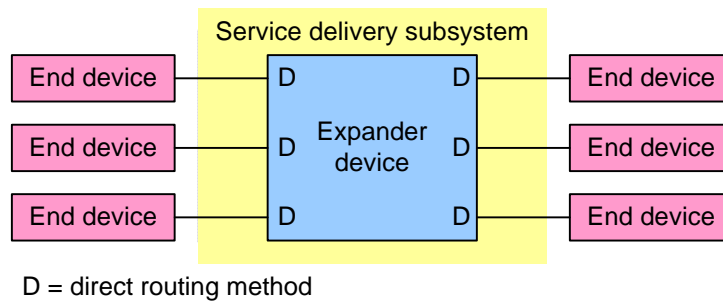 Service delivery subsystem
End device D D End device
Expander
End device D D End device
device
End device D D End device
D = direct routing method